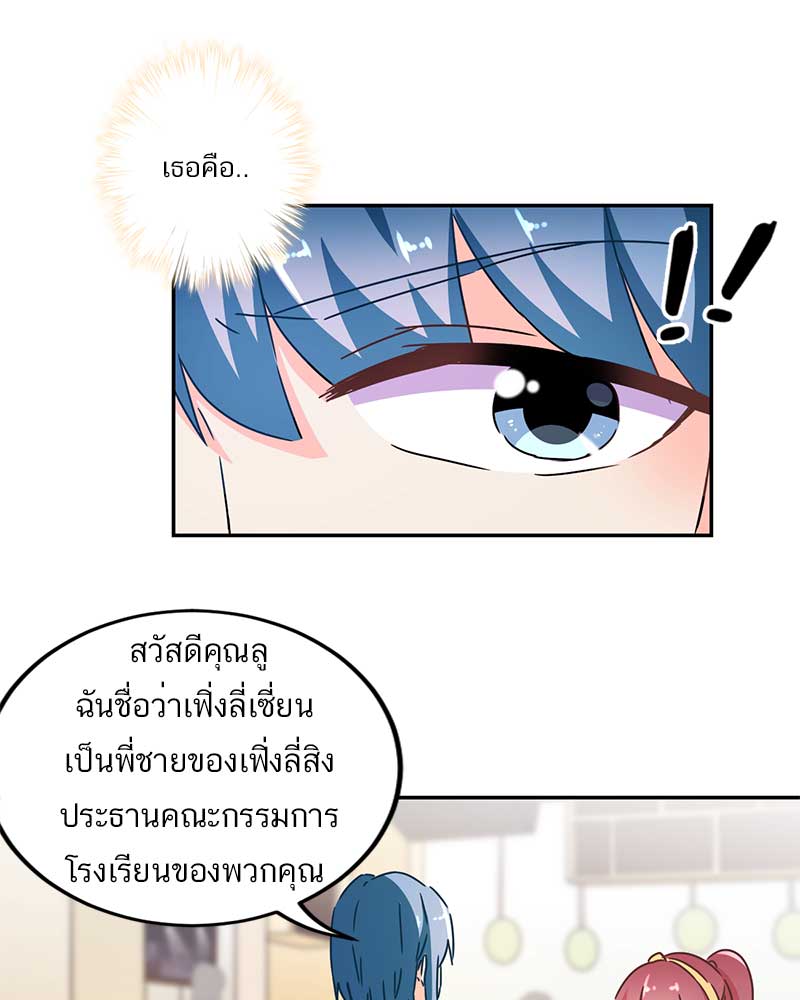 เธอคือ..
!!
สวัสดีคุณลู
ฉันชื่อว่าเฟิ่งลี่เซี่ยน
เป็นพี่ชายของเฟิ่งลี่สิง
ประธานคณะกรรมการ
โรงเรียนของพวกคุณ